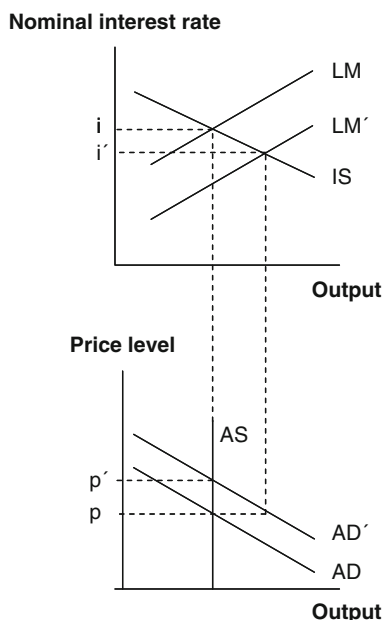 Nominal interest rate
LM
i
LM´
i´
IS
Output
Price level
AS
p´
p
AD´
AD
Output